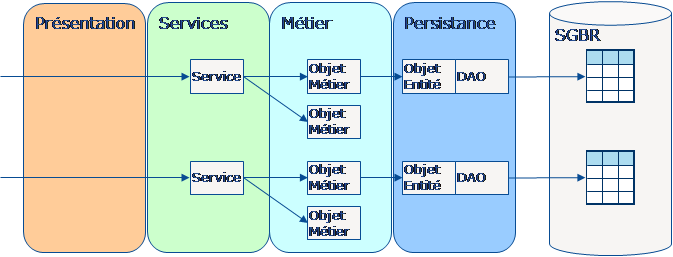 Présentation
Services
Métier
Persistance
SGBR
Service
Objet
Métier
Objet
Entité
DAO
Objet
Métier
Service
Objet
Métier
Objet
Entité
DAO
Objet
Métier